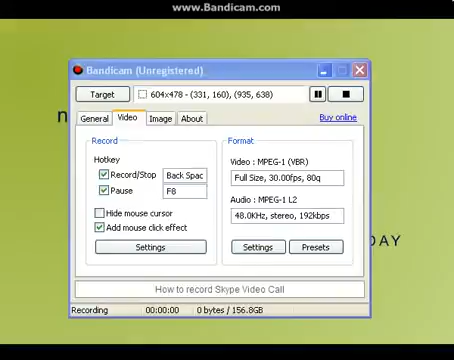 www.Bandicam.com
Bandicam (Unregistered)
Target
604x478 - (331, 160), (935, 638)
General
Video
Image
About
Buy online
Record
Hotkey
Record/Stop
Back Spac
Pause
F8
Hide mouse cursor
Add mouse click effect
Settings
Format
Video : MPEG-1 (VBR)
Full Size, 30.00fps, 80q
Audio : MPEG-1 L2
48.0KHz, stereo, 192kbps
Settings
Presets
n
DAY
How to record Skype Video Call
Recording
00:00:00
0 bytes / 156.8GB